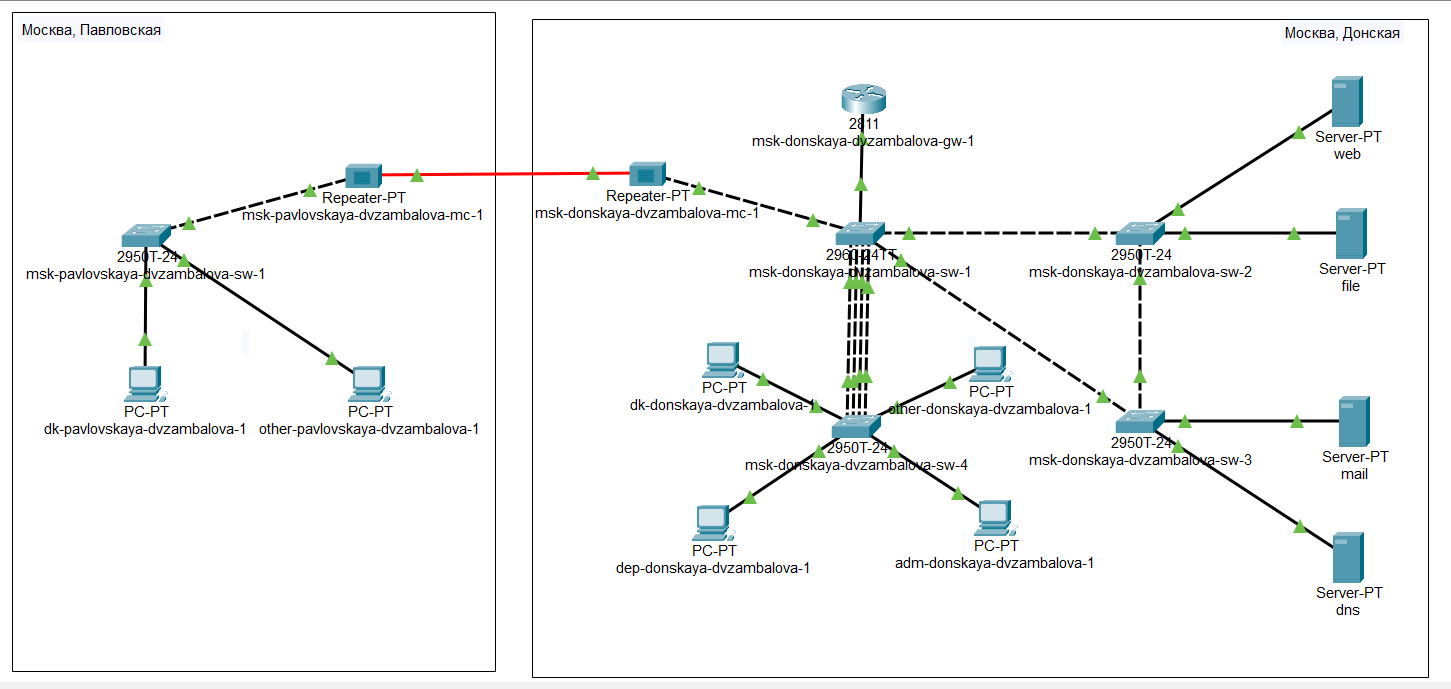 Москва, Павловская
Repeater-PT
msk-pavlovskaya-dvzambalova-mc-1
2950T-24
msk-pavlovskaya-dvzambalova-sw-1
PC-PT
dk-pavlovskaya-dvzambalova-1
PC-PT
other-pavlovskaya-dvzambalova-1
Москва, Донская
2811
msk-donskaya-dvzambalova-gw-1
Server-PT
web
Repeater-PT
msk-donskaya-dvzambalova-mc-1
2960-24TT
msk-donskaya-dvzambalova-sw-1
2950T-24
msk-donskaya-dvzambalova-sw-2
Server-PT
file
PC-PT
dk-donskaya-dvzambalova-1
PC-PT
other-donskaya-dvzambalova-1
2950T-24
msk-donskaya-dvzambalova-sw-4
2950T-24
msk-donskaya-dvzambalova-sw-3
Server-PT
mail
PC-PT
dep-donskaya-dvzambalova-1
PC-PT
adm-donskaya-dvzambalova-1
Server-PT
dns